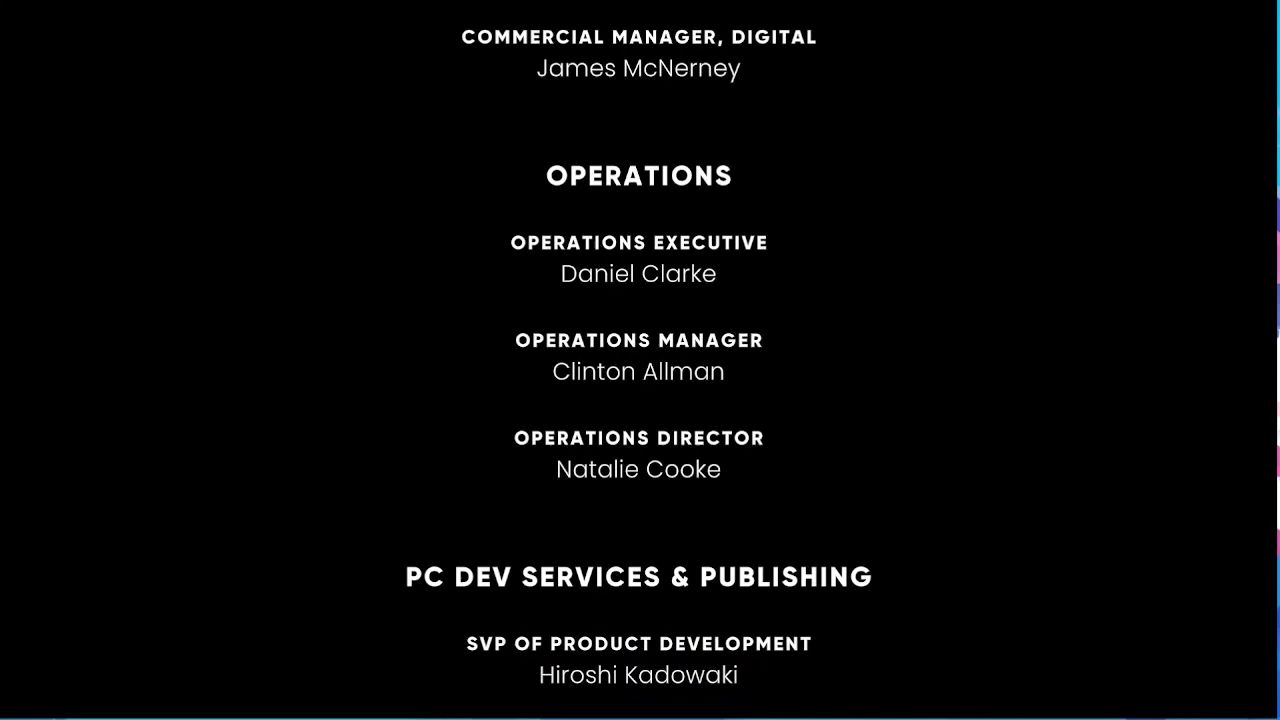 COMMERCIAL MANAGER, DIGITAL
James McNerney
OPERATIONS
OPERATIONS EXECUTIVE
Daniel Clarke
OPERATIONS MANAGER
Clinton Allman
OPERATIONS DIRECTOR
Natalie Cooke
PC DEV SERVICES & PUBLISHING
SVP OF PRODUCT DEVELOPMENT
Hiroshi Kadowaki